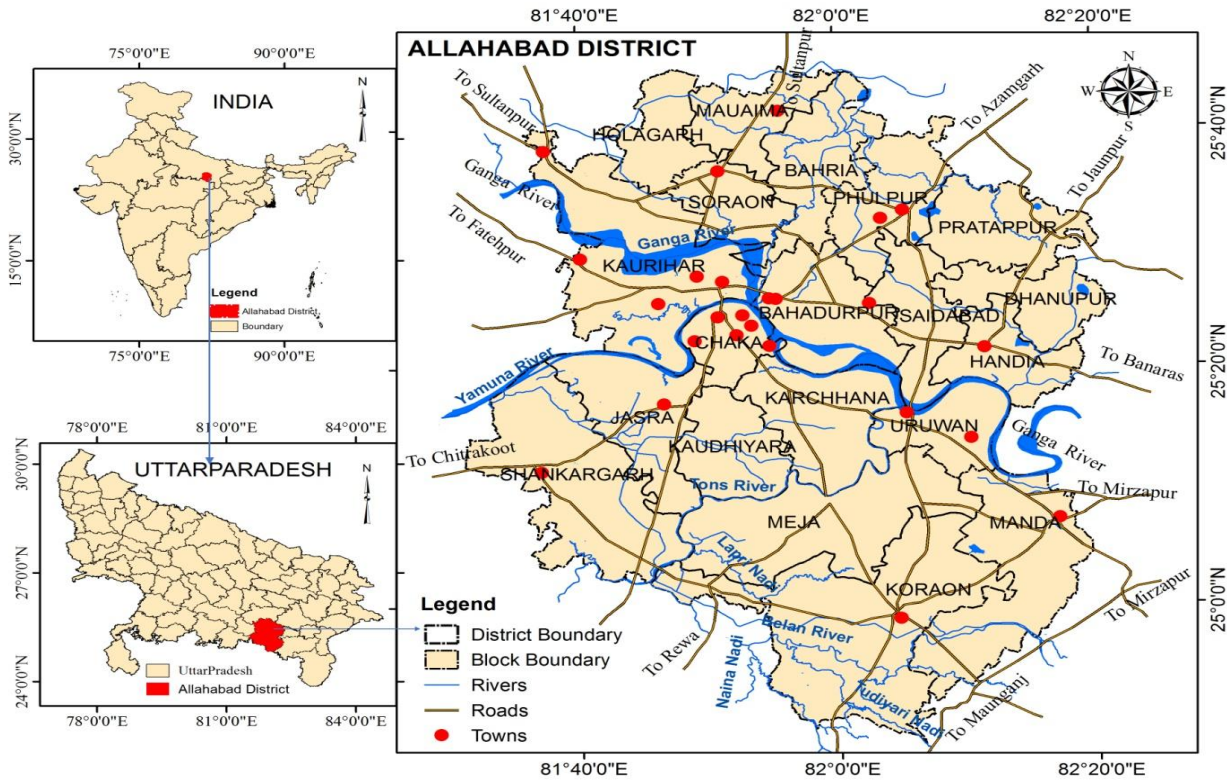 75°0'0"E 90°0'0"E
INDIA
N
30°0'0"N
15°0'0"N
Legend
Allahabad District
Boundary
75°0'0"E 90°0'0"E
78°0'0"E 81°0'0"E 84°0'0"E
UTTARPARADESH
N
30°0'0"N
27°0'0"N
24°0'0"N
UttarPradesh
Allahabad District
78°0'0"E 81°0'0"E 84°0'0"E
81°40'0"E 82°0'0"E 82°20'0"E
ALLAHABAD DISTRICT
N
W E
S
25°40'0"N
25°20'0"N
25°0'0"N
To Sultanpur
To Sultanpur
To Azamgarh
To Jaunpur
MAUAIMA
HOLAGARH
BAHRIA
Ganga River
SORAON
PHULPUR
PRATAPPUR
To Fatehpur
Ganga River
KAURIHAR
DHANUPUR
BAHADURPUR
SAIDABAD
CHAKA
HANDIA
To Banaras
Yamuna River
KARCHHANA
JASRA
URUWAN
Ganga River
KAUDHIYARA
To Chitrakoot
SHANKARGARH
Tons River
To Mirzapur
MEJA
MANDA
Lapri Nadi
KORAON
To Mirzapur
Belan River
To Rewa
Naina Nadi
Tudiyari Nadi
To Maunganj
Legend
District Boundary
Block Boundary
Rivers
Roads
Towns
81°40'0"E 82°0'0"E 82°20'0"E